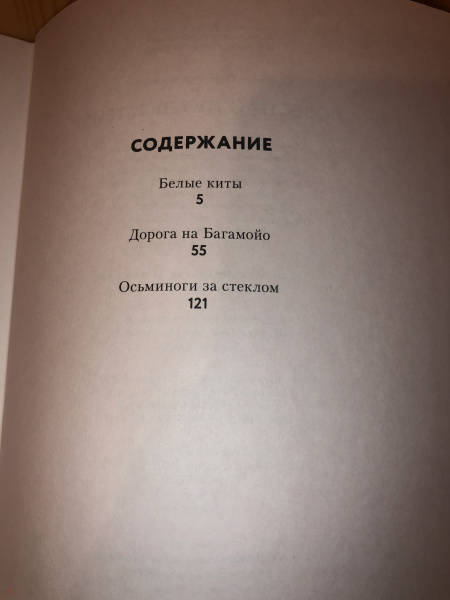 СОДЕРЖАНИЕ
Белые киты
5
Дорога на Багамойо
55
Осьминоги за стеклом
121